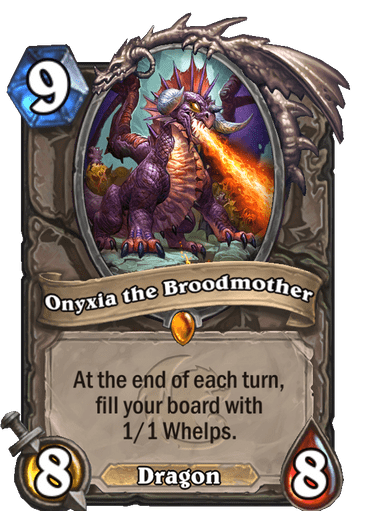 9
Onyxia the Broodmother
At the end of each turn,
fill your board with
1/1 Whelps.
8
Dragon
8